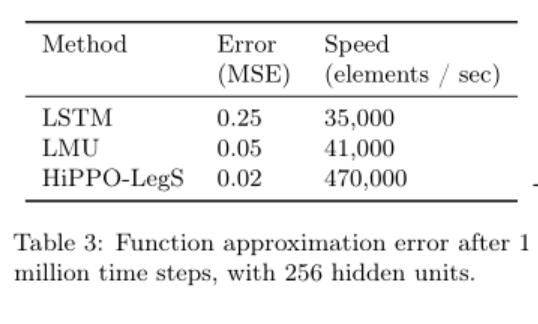 Method Error Speed
(MSE) (elements / sec)
LSTM 0.25 35,000
LMU 0.05 41,000
HiPPO-LegS 0.02 470,000
Table 3: Function approximation error after 1
million time steps, with 256 hidden units.